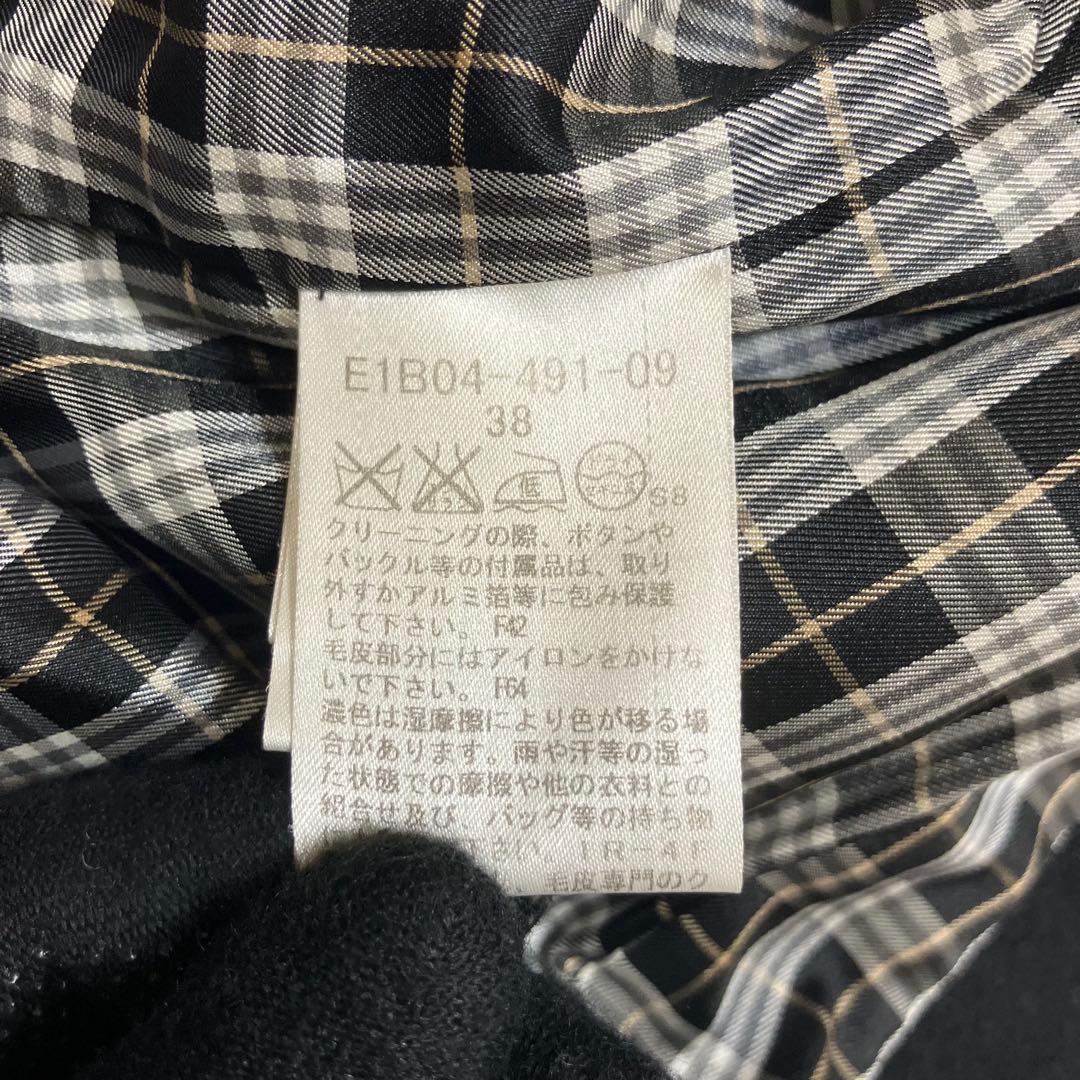 E1B04-491-09
38
低
S8
クリーニングの際、ボタンや
バックル等の付属品は、取り
外すかアルミ箔等に包み保護
して下さい。 F42
毛皮部分にはアイロンをかけな
いで下さい。 F64
濃色は湿摩擦により色が移る場
合があります。雨や汗等の湿っ
た状態での摩擦や他の衣料との
組合せ及び、バッグ等の持ち物
さい。IR-41
、毛皮専門のク